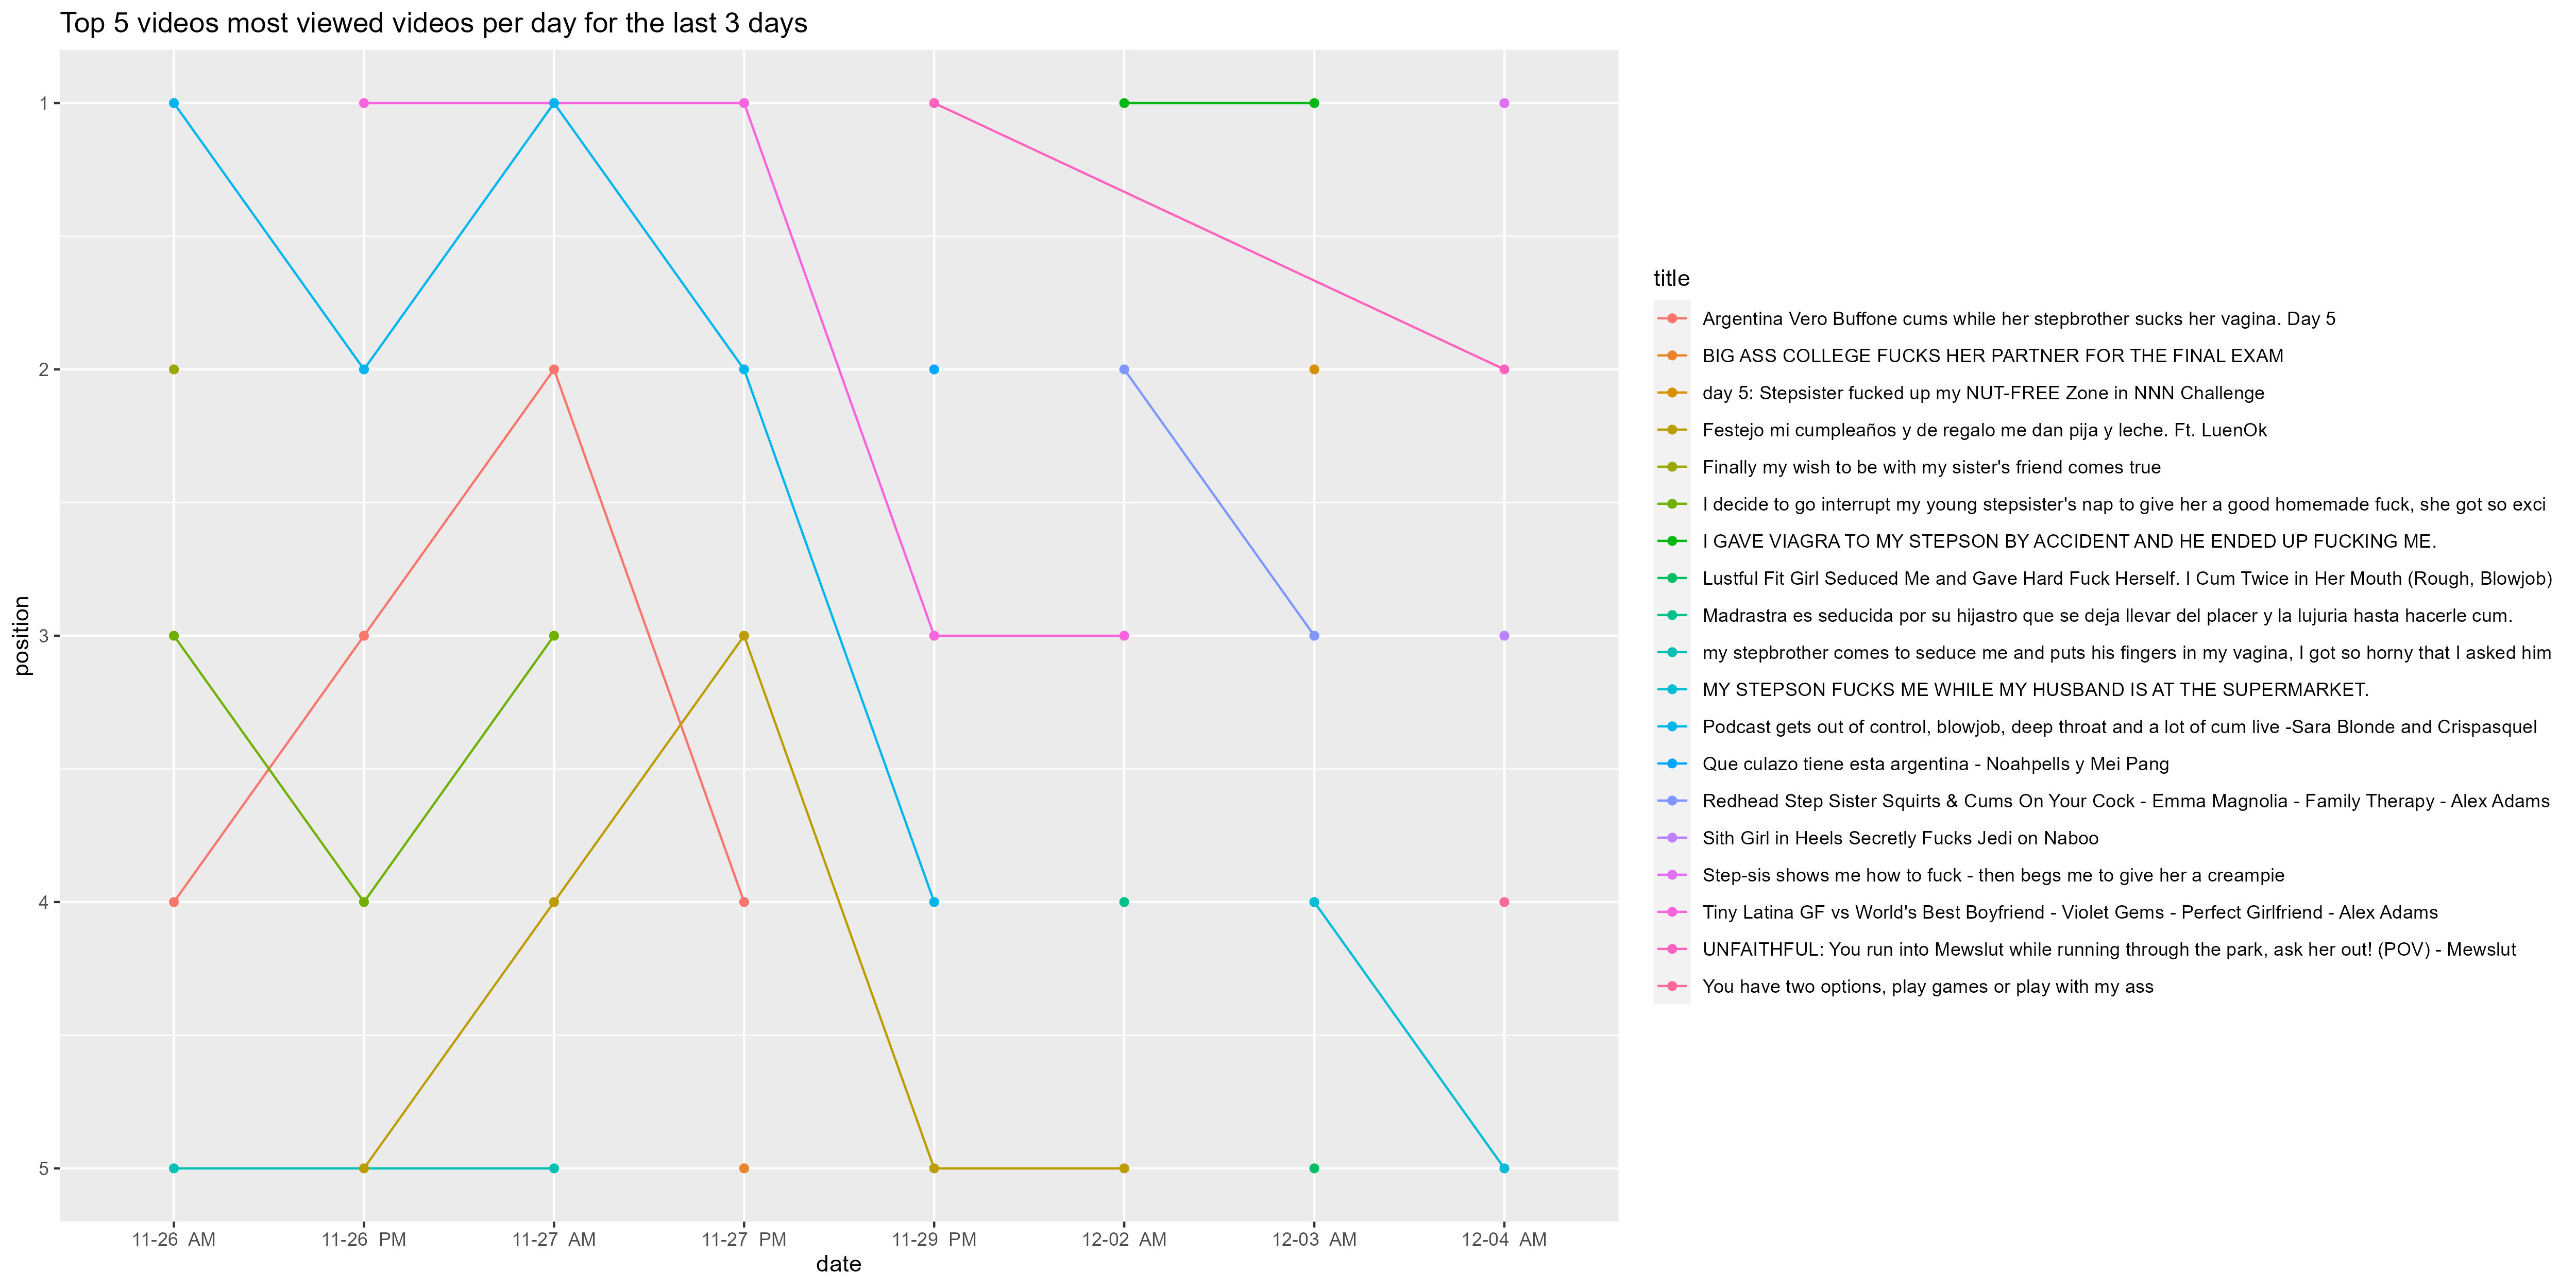 Top 5 videos most viewed videos per day for the last 3 days
position
1
2
3
4
5
11-26 AM
11-26 PM
11-27 AM
11-27 PM
11-29 PM
12-02 AM
12-03 AM
12-04 AM
date
title
Argentina Vero Buffone cums while her stepbrother sucks her vagina. Day 5
BIG ASS COLLEGE FUCKS HER PARTNER FOR THE FINAL EXAM
day 5: Stepsister fucked up my NUT-FREE Zone in NNN Challenge
Festejo mi cumpleaños y de regalo me dan pija y leche. Ft. LuenOk
Finally my wish to be with my sister's friend comes true
I decide to go interrupt my young stepsister's nap to give her a good homemade fuck, she got so exci
I GAVE VIAGRA TO MY STEPSON BY ACCIDENT AND HE ENDED UP FUCKING ME.
Lustful Fit Girl Seduced Me and Gave Hard Fuck Herself. I Cum Twice in Her Mouth (Rough, Blowjob)
Madrastra es seducida por su hijastro que se deja llevar del placer y la lujuria hasta hacerle cum.
my stepbrother comes to seduce me and puts his fingers in my vagina, I got so horny that I asked him
MY STEPSON FUCKS ME WHILE MY HUSBAND IS AT THE SUPERMARKET.
Podcast gets out of control, blowjob, deep throat and a lot of cum live -Sara Blonde and Crispasquel
Que culazo tiene esta argentina - Noahpells y Mei Pang
Redhead Step Sister Squirts & Cums On Your Cock - Emma Magnolia - Family Therapy - Alex Adams
Sith Girl in Heels Secretly Fucks Jedi on Naboo
Step-sis shows me how to fuck - then begs me to give her a creampie
Tiny Latina GF vs World's Best Boyfriend - Violet Gems - Perfect Girlfriend - Alex Adams
UNFAITHFUL: You run into Mewslut while running through the park, ask her out! (POV) - Mewslut
You have two options, play games or play with my ass